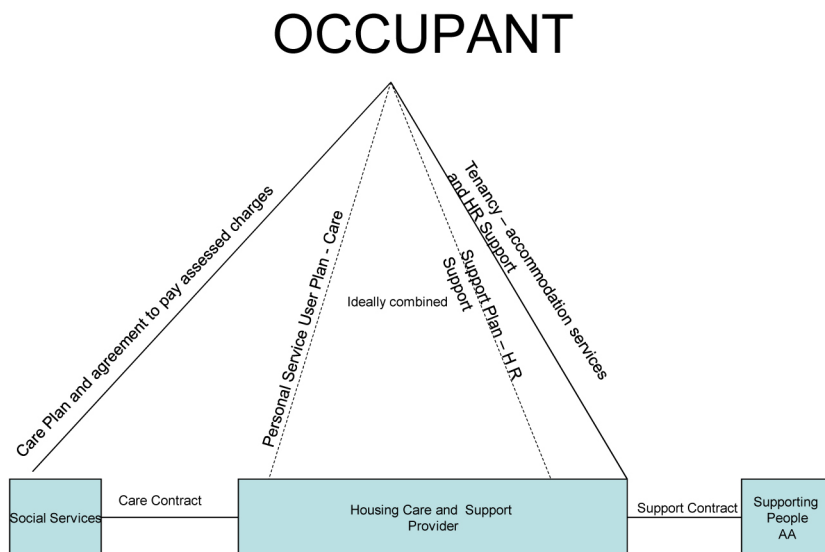 OCCUPANT
Care Plan and agreement to pay assessed charges
Personal Service User Plan - Care
Ideally combined
Support Plan – H R
Support
Tenancy – accommodation services
and HR Support
Social Services
Care Contract
Housing Care and Support
Provider
Support Contract
Supporting
People
AA